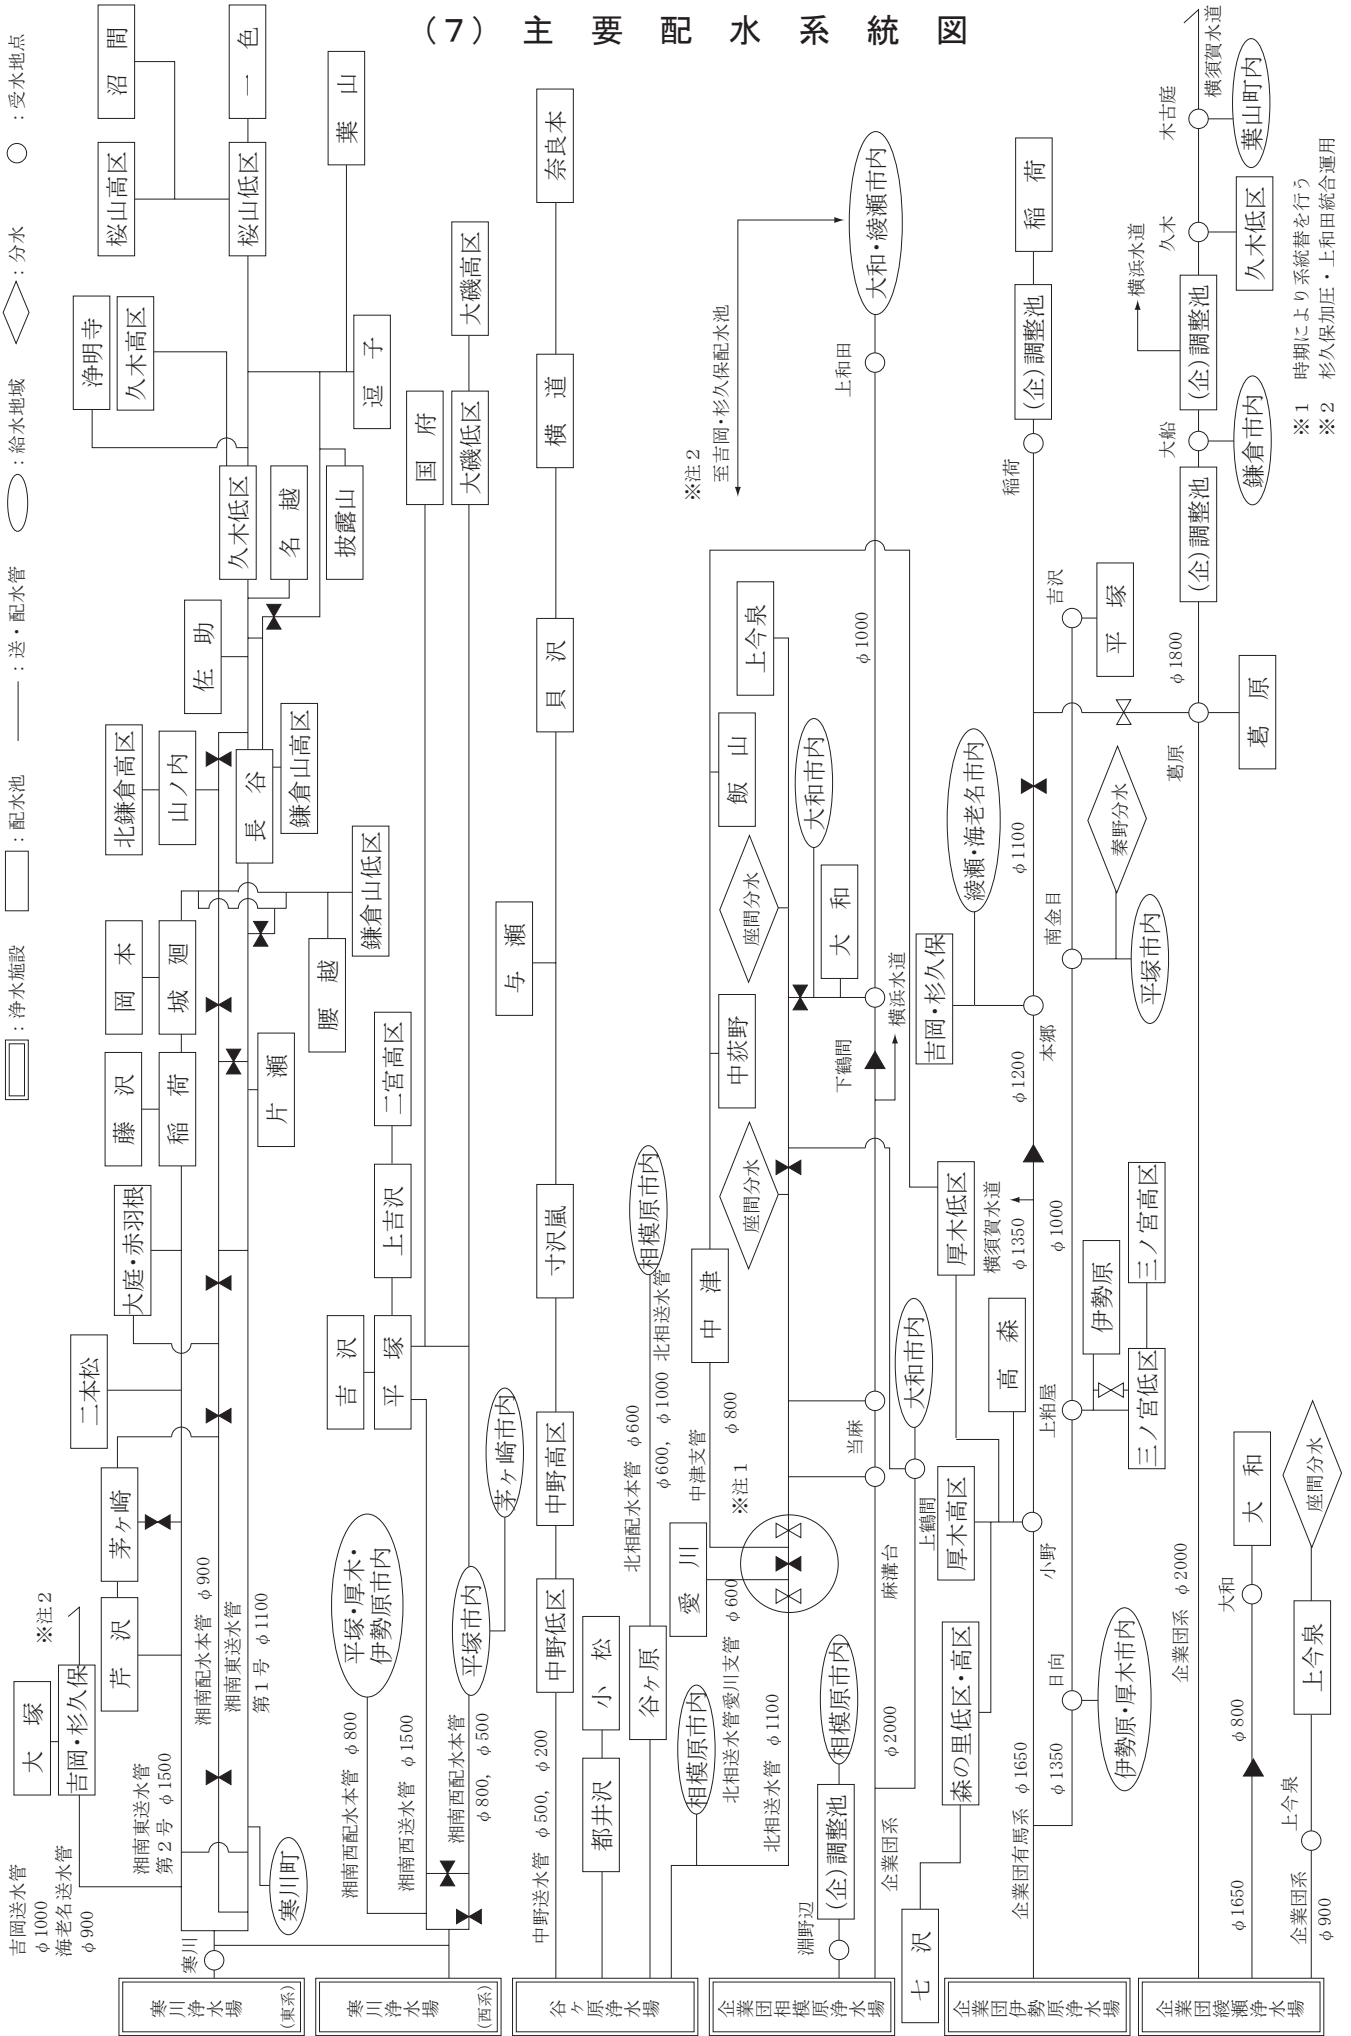 (7) 主要配水系統図
：浄水施設
：配水池
：送・配水管
：給水地域
：分水
：受水地点
寒川浄水場
(東系)
寒川
吉岡送水管
φ1000
海老名送水管
φ900
大塚
吉岡・杉久保
※注2
湘南東送水管
第2号 φ1500
湘南配水本管 φ900
湘南東送水管
第1号 φ1100
寒川町
芹沢
茅ヶ崎
二本松
大庭・赤羽根
藤沢
稲荷
岡本
城廻
片瀬
腰越
鎌倉山低区
北鎌倉高区
山ノ内
長谷
鎌倉山高区
佐助
久木低区
名越
披露山
浄明寺
久木高区
逗子
桜山高区
桜山低区
沼間
一色
葉山
寒川浄水場
(西系)
湘南西配水本管 φ800
湘南西送水管 φ1500
湘南西配水本管
φ800, φ500
平塚・厚木・
伊勢原市内
平塚市内
茅ヶ崎市内
吉沢
平塚
上吉沢
二宮高区
国府
大磯低区
大磯高区
谷ヶ原浄水場
中野送水管 φ500, φ200
中野低区
中野高区
寸沢嵐
与瀬
貝沢
横道
奈良本
都井沢
小松
谷ヶ原
北相配水本管 φ600
φ600, φ1000 北相送水管
相模原市内
相模原市内
北相送水管愛川支管 φ600
北相送水管 φ1100
愛川
中津支管 φ800
※注1
中津
座間分水
中荻野
座間分水
飯山
上今泉
大和市内
大和
※注2
至吉岡・杉久保配水池
企業団相模原浄水場
淵野辺
(企)調整池
相模原市内
企業団系 φ2000
麻溝台
当麻
上鶴間
大和市内
下鶴間
横浜水道
φ1000
上和田
大和・綾瀬市内
七沢
森の里低区・高区
厚木高区
厚木低区
高森
企業団伊勢原浄水場
企業団有馬系 φ1650
小野
φ1350
横須賀水道
φ1200
本郷
吉岡・杉久保
綾瀬・海老名市内
φ1100
稲荷
(企)調整池
稲荷
φ1350
日向
伊勢原・厚木市内
上粕屋
伊勢原
三ノ宮低区
三ノ宮高区
φ1000
南金目
秦野分水
平塚市内
吉沢
平塚
企業団綾瀬浄水場
企業団系 φ2000
葛原
葛原
φ1800
(企)調整池
大船
鎌倉市内
(企)調整池
横浜水道
久木
久木低区
木古庭
葉山町内
横須賀水道
φ1650
φ800
大和
大和
企業団系
φ900
上今泉
上今泉
座間分水
※1 時期により系統替を行う
※2 杉久保加圧・上和田統合運用